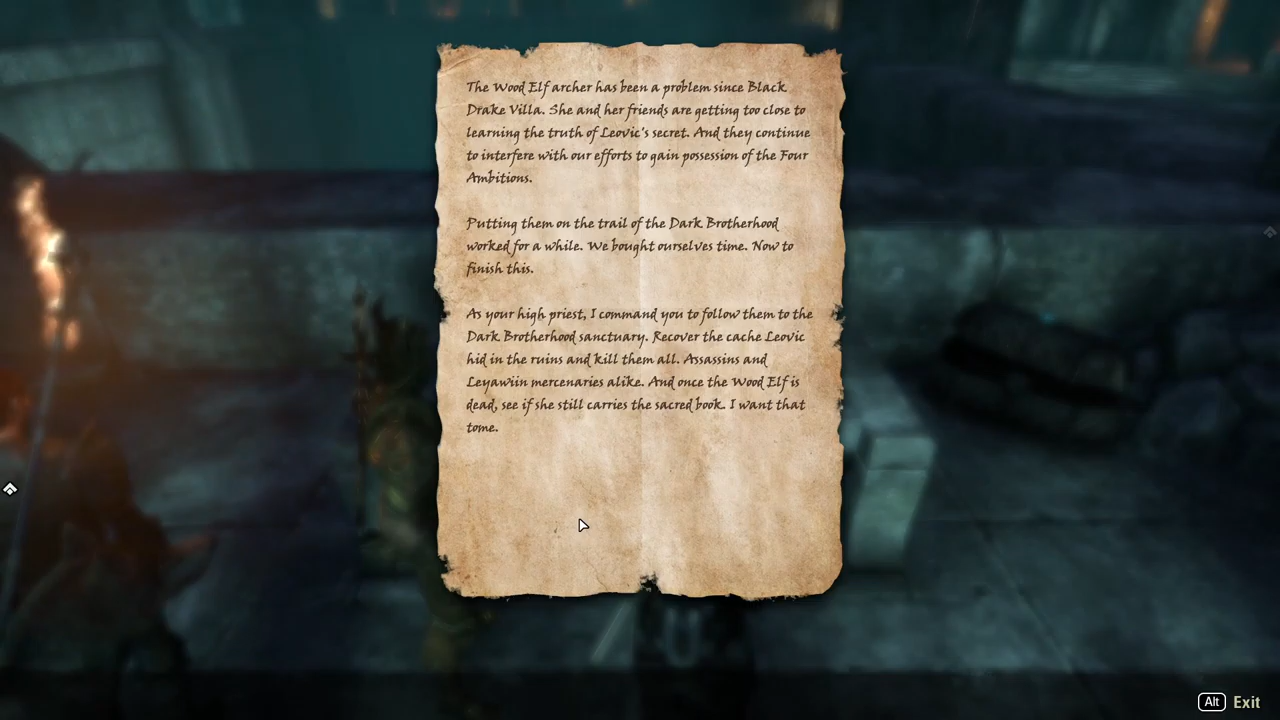 The Wood Elf archer has been a problem since Black
Drake Villa. She and her friends are getting too close to
learning the truth of Leovic's secret. And they continue
to interfere with our efforts to gain possession of the Four
Ambitions.
Putting them on the trail of the Dark Brotherhood
worked for a while. We bought ourselves time. Now to
finish this.
As your high priest, I command you to follow them to the
Dark Brotherhood sanctuary. Recover the cache Leovic
hid in the ruins and kill them all. Assassins and
Leyawiin mercenaries alike. And once the Wood Elf is
dead, see if she still carries the sacred book. I want that
tome.
Alt Exit